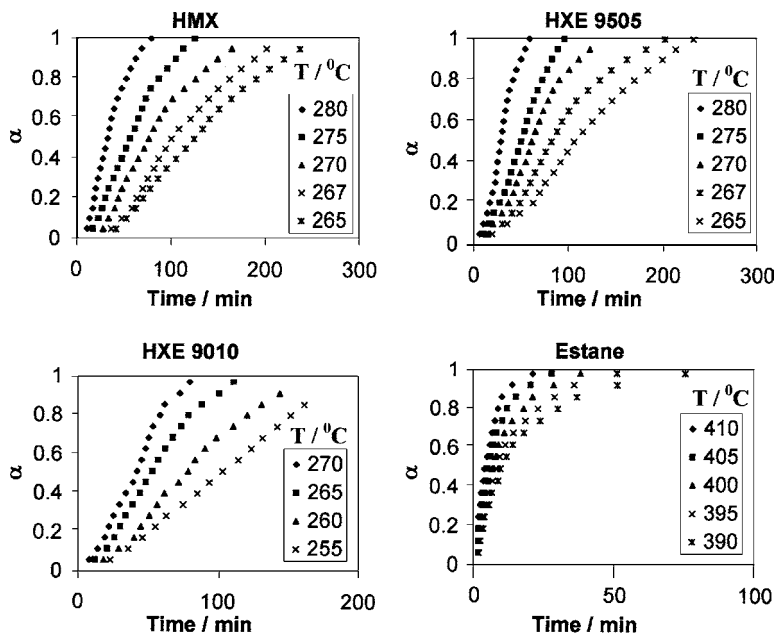 HMX
1
0.8
0.6
0.4
0.2
0
α
0 100 200 300
Time / min
T / ⁰C
280
275
270
267
265
HXE 9505
1
0.8
0.6
0.4
0.2
0
α
0 100 200 300
Time / min
T / ⁰C
280
275
270
267
265
HXE 9010
1
0.8
0.6
0.4
0.2
0
α
0 100 200
Time / min
T / ⁰C
270
265
260
255
Estane
1
0.8
0.6
0.4
0.2
0
α
0 50 100
Time / min
T / ⁰C
410
405
400
395
390